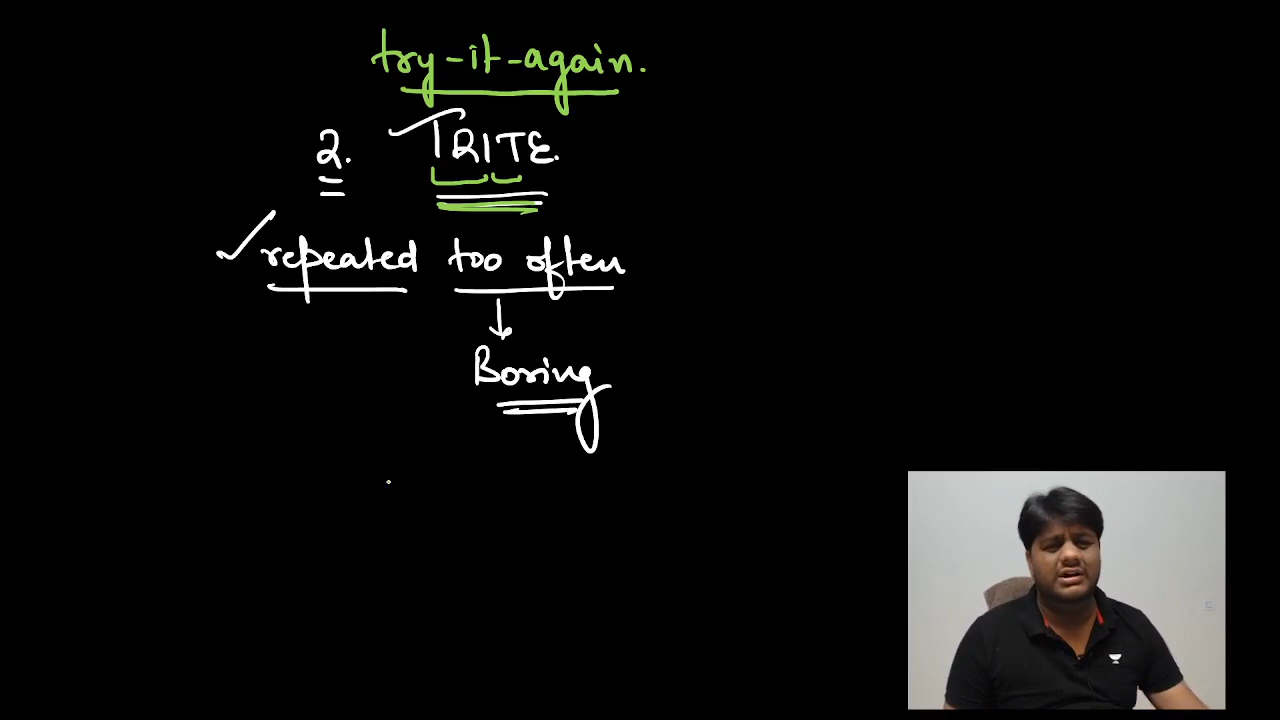 try-it-again.
2. TRITE.
repeated too often
Boring